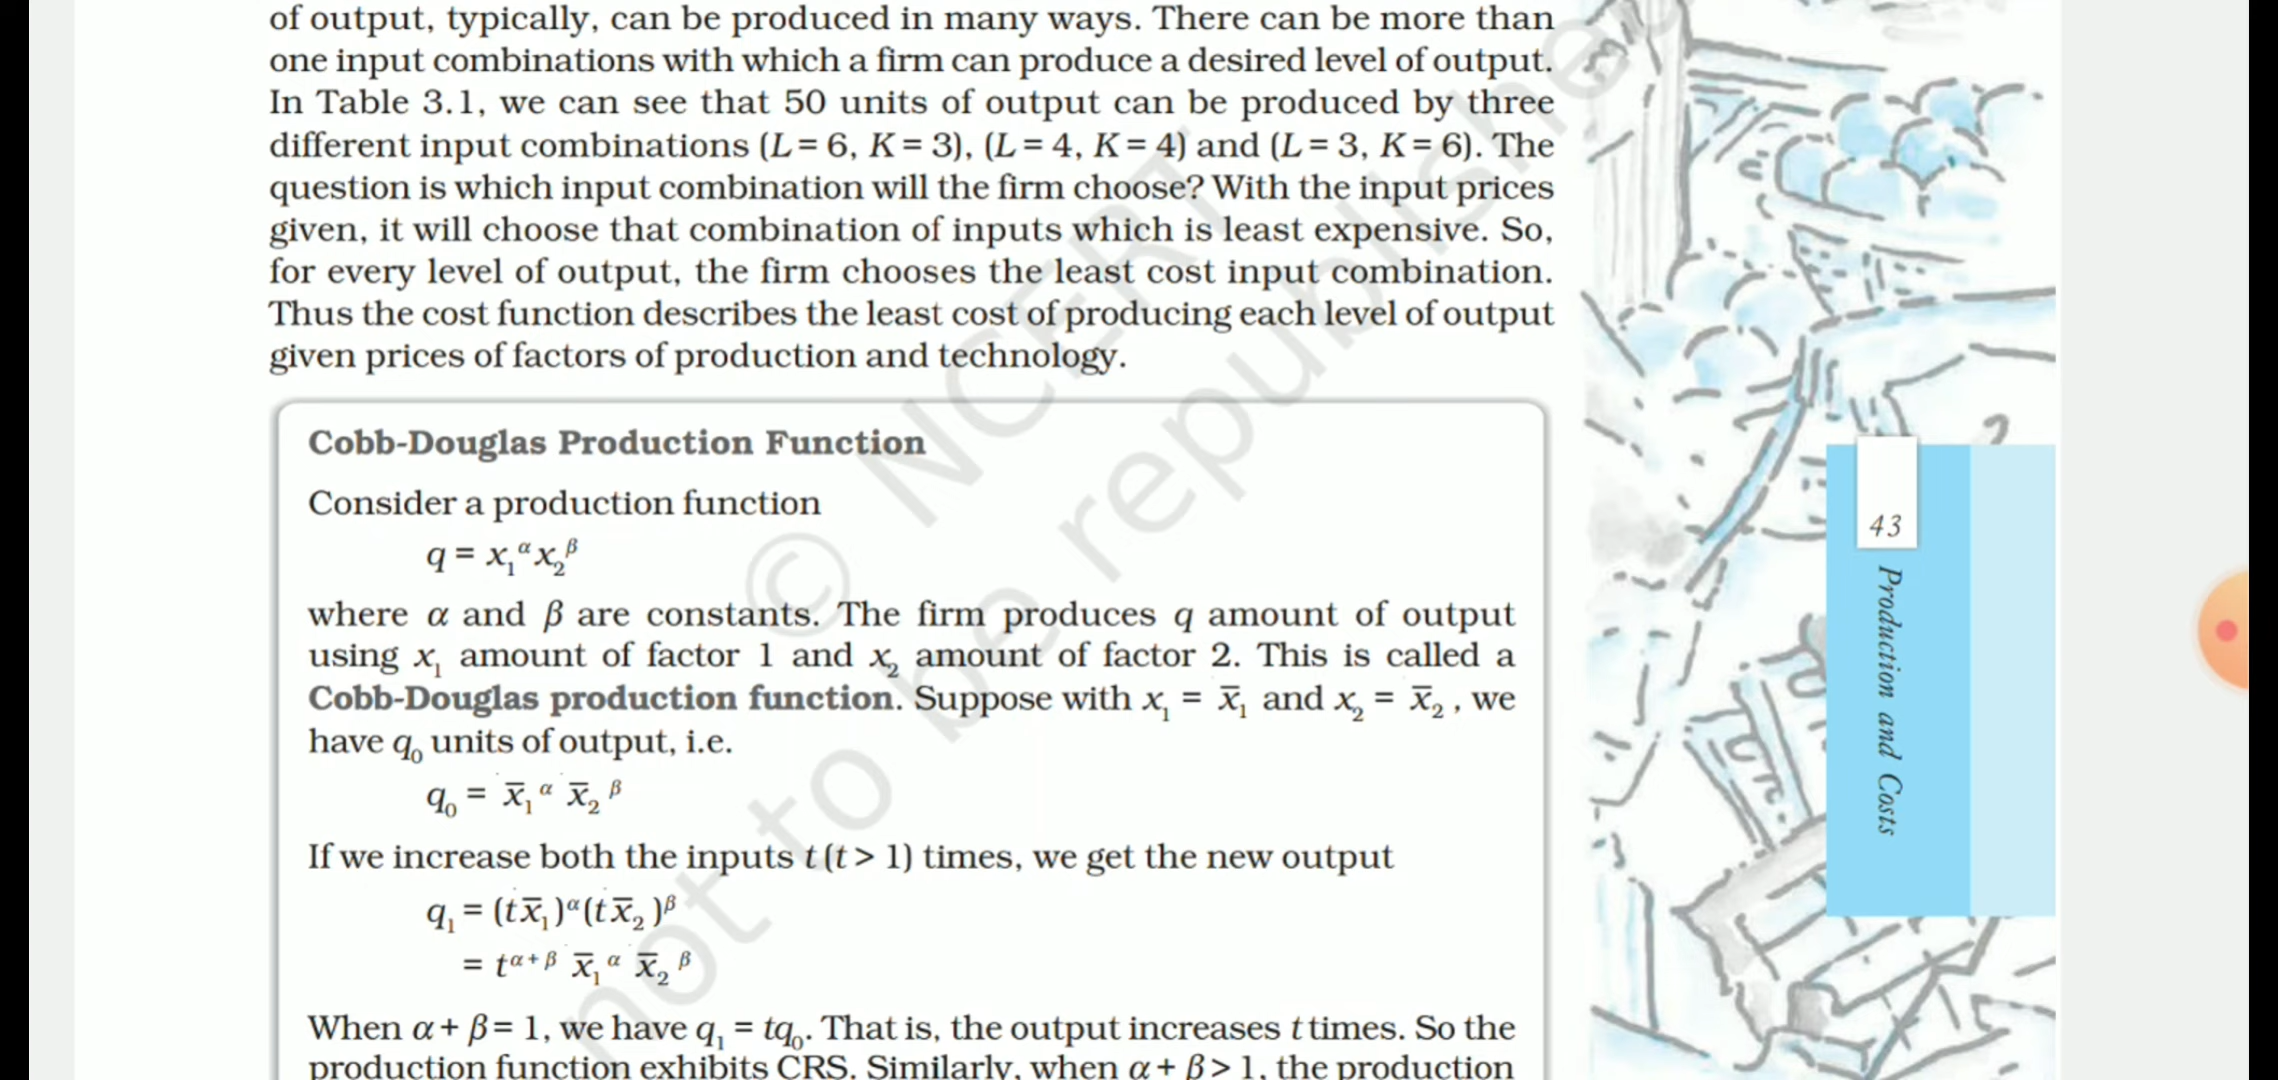 of output, typically, can be produced in many ways. There can be more than
one input combinations with which a firm can produce a desired level of output.
In Table 3.1, we can see that 50 units of output can be produced by three
different input combinations (L = 6, K = 3), (L = 4, K = 4) and (L = 3, K = 6). The
question is which input combination will the firm choose? With the input prices
given, it will choose that combination of inputs which is least expensive. So,
for every level of output, the firm chooses the least cost input combination.
Thus the cost function describes the least cost of producing each level of output
given prices of factors of production and technology.
Cobb-Douglas Production Function
Consider a production function
q = x₁^α x₂^β
where α and β are constants. The firm produces q amount of output
using x₁ amount of factor 1 and x₂ amount of factor 2. This is called a
Cobb-Douglas production function. Suppose with x₁ = x̄₁ and x₂ = x̄₂ , we
have q₀ units of output, i.e.
q₀ = x̄₁^α x̄₂^β
If we increase both the inputs t (t > 1) times, we get the new output
q₁ = (t x̄₁)^α (t x̄₂)^β
= t^(α + β) x̄₁^α x̄₂^β
When α + β = 1, we have q₁ = tq₀. That is, the output increases t times. So the
production function exhibits CRS. Similarly, when α + β > 1, the production
43
Production and Costs
© NCERT
not to be republished